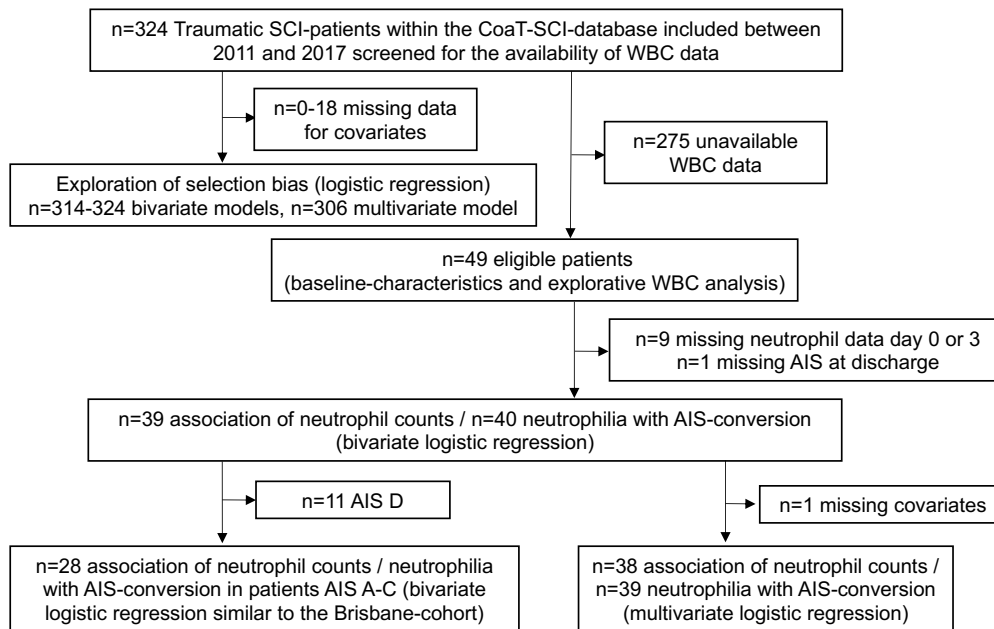 n=324 Traumatic SCI-patients within the CoaT-SCI-database included between
2011 and 2017 screened for the availability of WBC data
n=0-18 missing data
for covariates
n=275 unavailable
WBC data
Exploration of selection bias (logistic regression)
n=314-324 bivariate models, n=306 multivariate model
n=49 eligible patients
(baseline-characteristics and explorative WBC analysis)
n=9 missing neutrophil data day 0 or 3
n=1 missing AIS at discharge
n=39 association of neutrophil counts / n=40 neutrophilia with AIS-conversion
(bivariate logistic regression)
n=11 AIS D
n=1 missing covariates
n=28 association of neutrophil counts / neutrophilia
with AIS-conversion in patients AIS A-C (bivariate
logistic regression similar to the Brisbane-cohort)
n=38 association of neutrophil counts /
n=39 neutrophilia with AIS-conversion
(multivariate logistic regression)